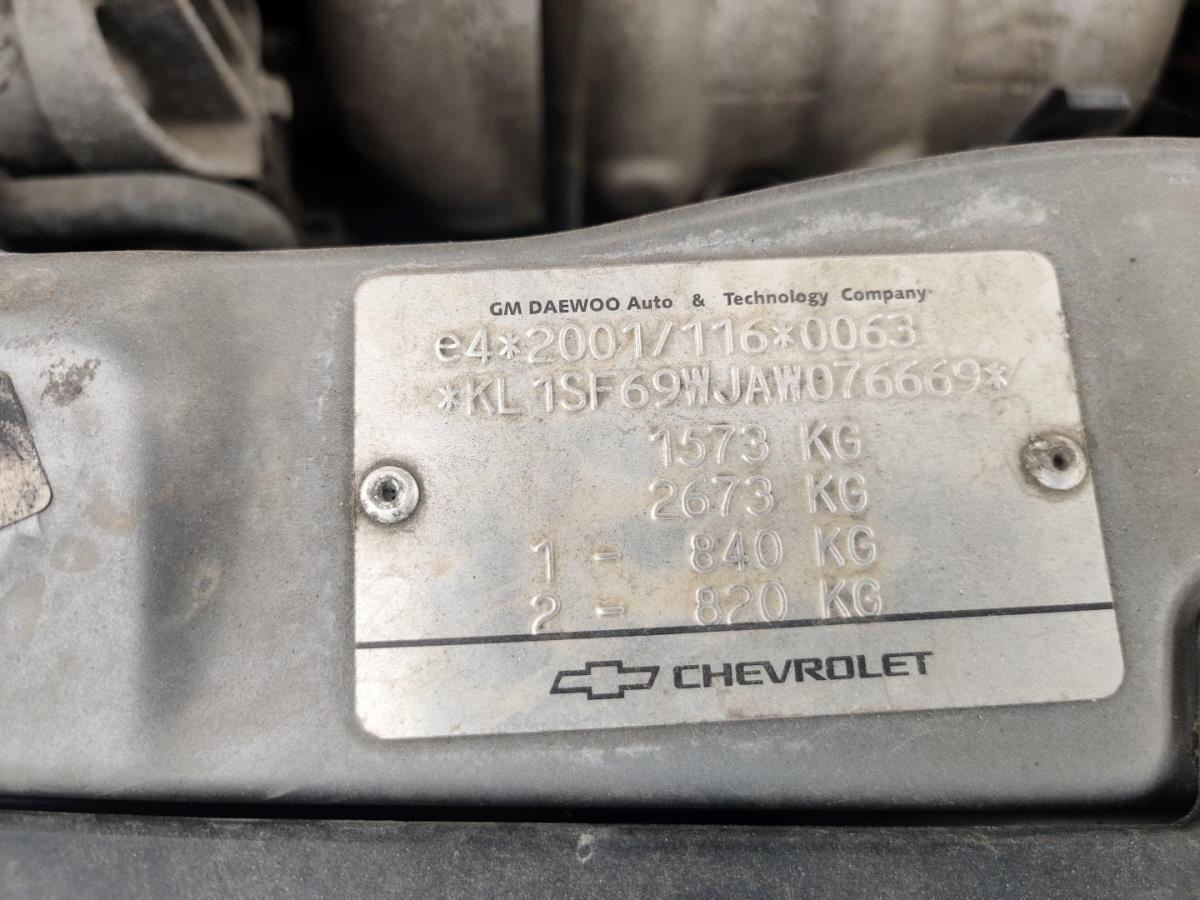 GM DAEWOO Auto & Technology Company
e4*2001/116*0063
*KL1SF69WJAW076669*
1573 KG
2673 KG
1 - 840 KG
2 - 820 KG
CHEVROLET